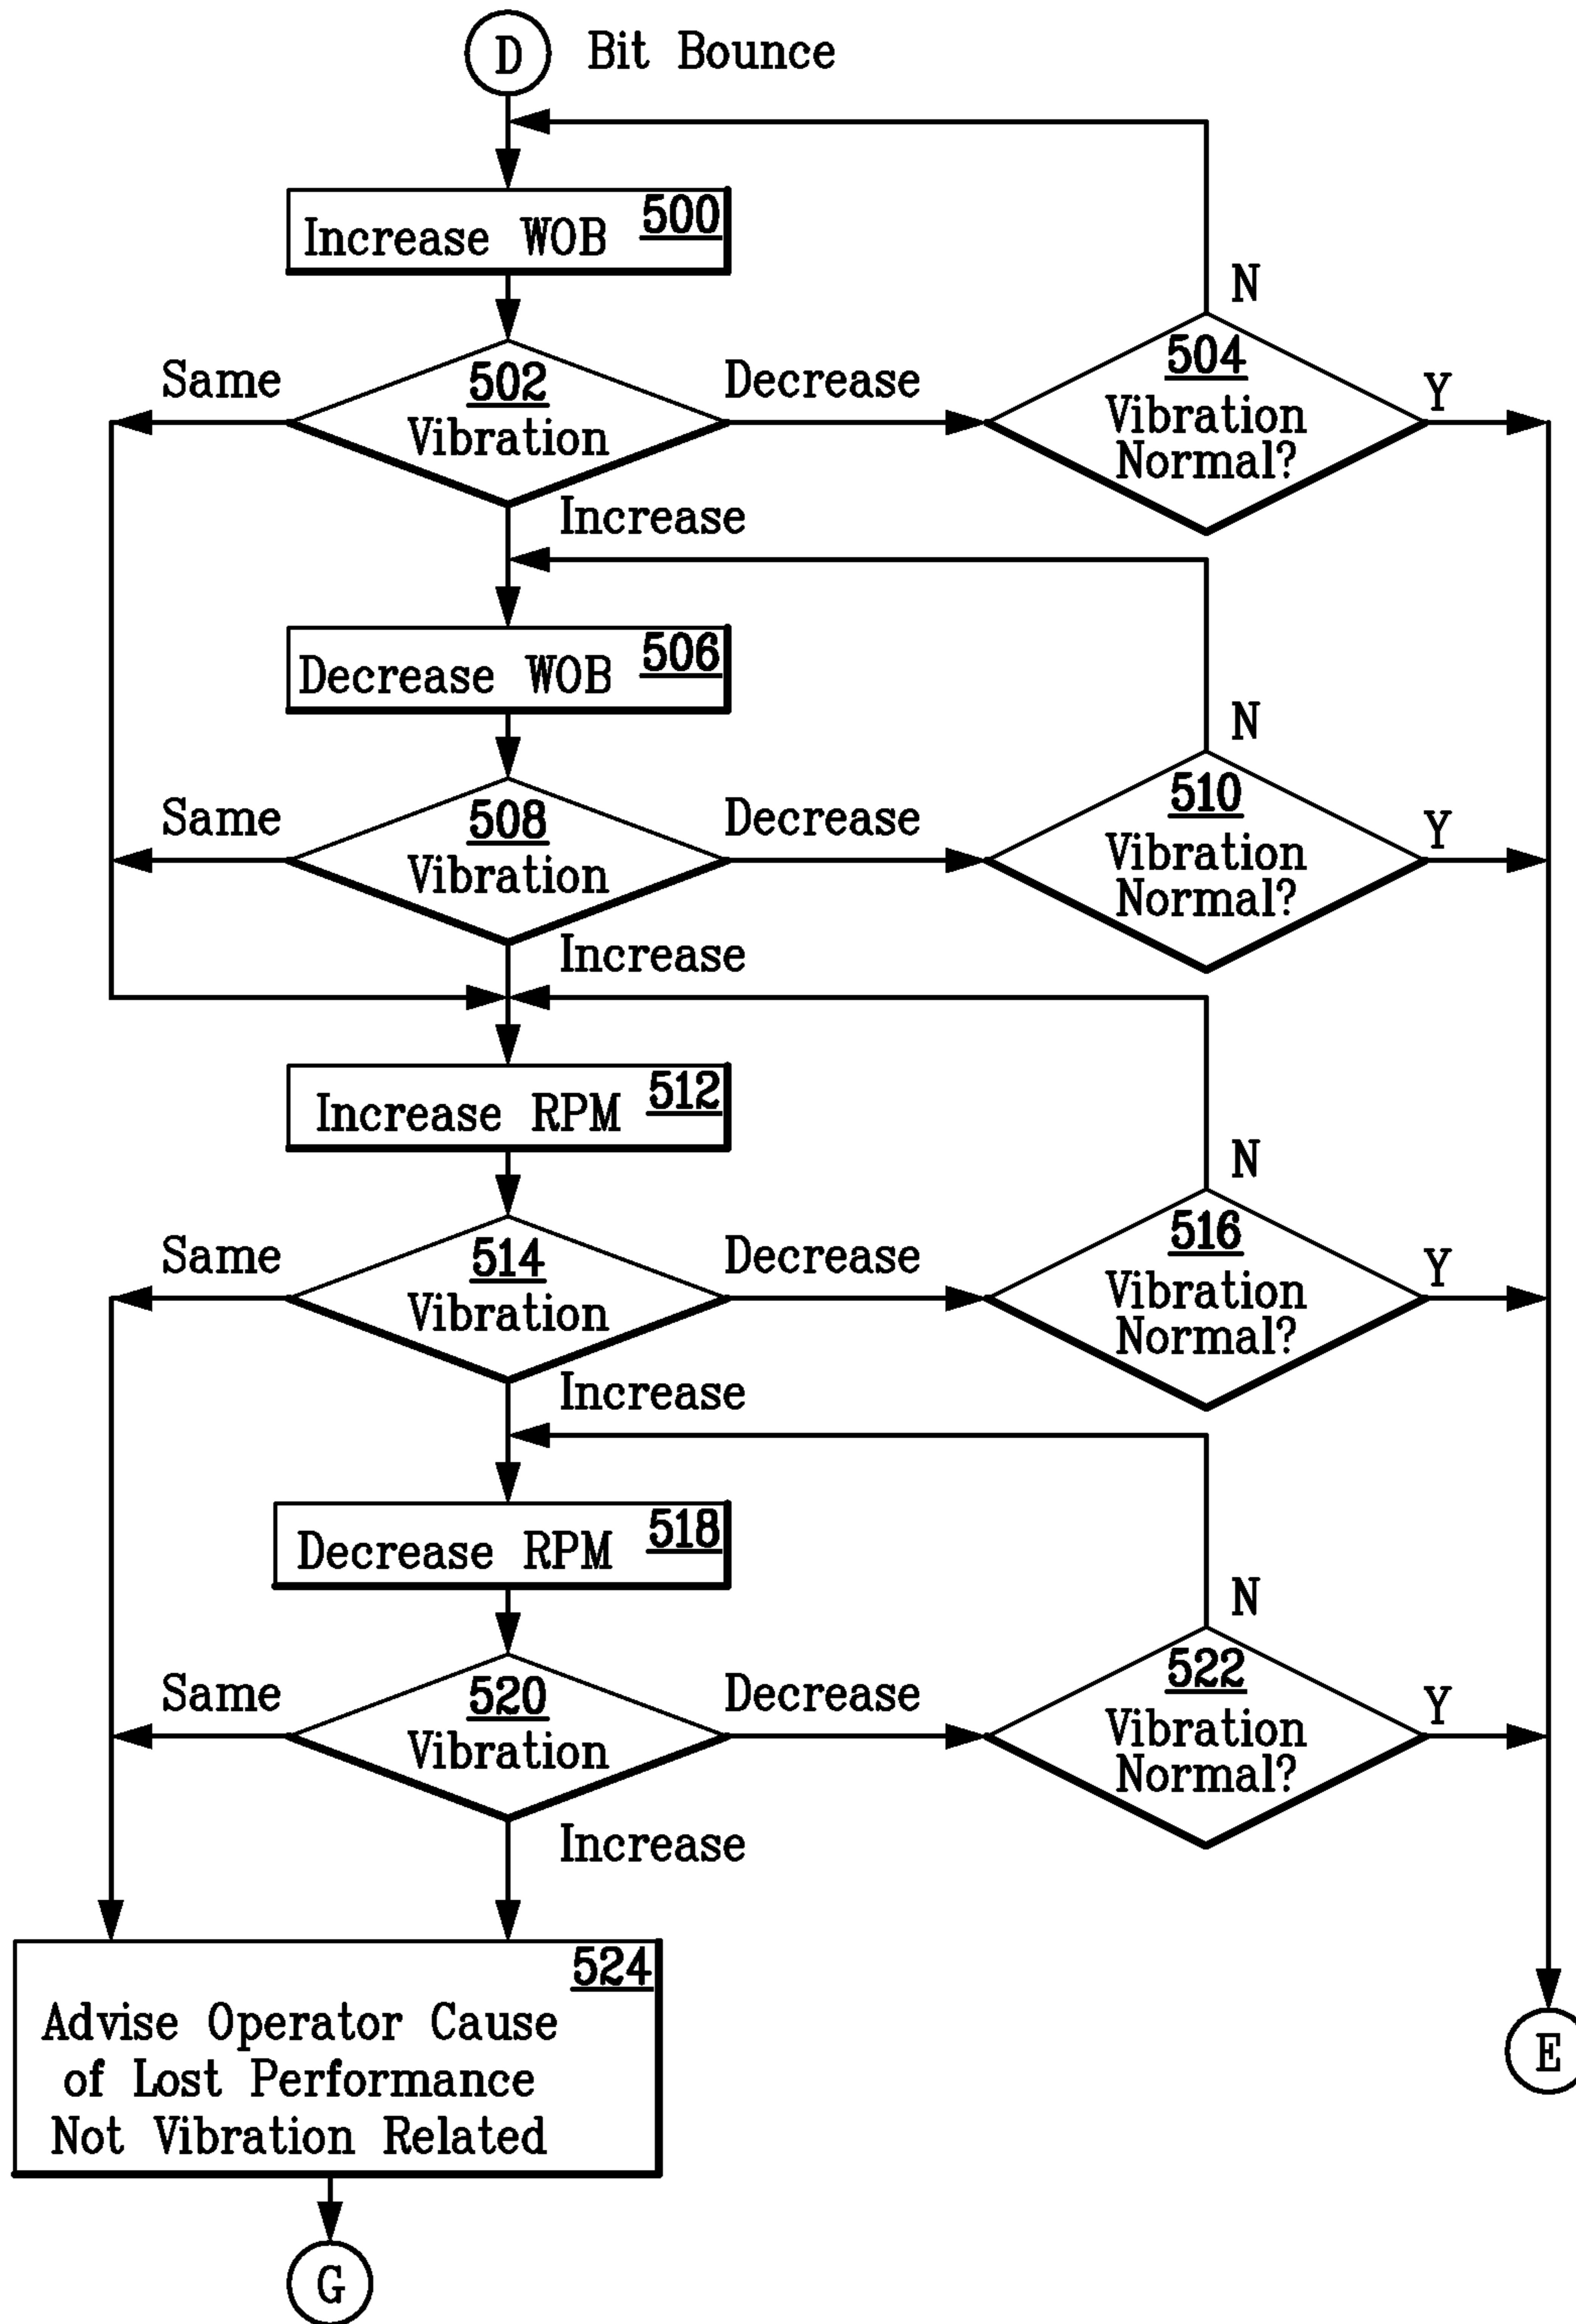 D Bit Bounce
Increase WOB 500
N
Same
502
Vibration
Decrease
504
Vibration
Normal?
Y
Increase
Decrease WOB 506
N
Same
508
Vibration
Decrease
510
Vibration
Normal?
Y
Increase
Increase RPM 512
N
Same
514
Vibration
Decrease
516
Vibration
Normal?
Y
Increase
Decrease RPM 518
N
Same
520
Vibration
Decrease
522
Vibration
Normal?
Y
Increase
524
Advise Operator Cause
of Lost Performance
Not Vibration Related
E
G